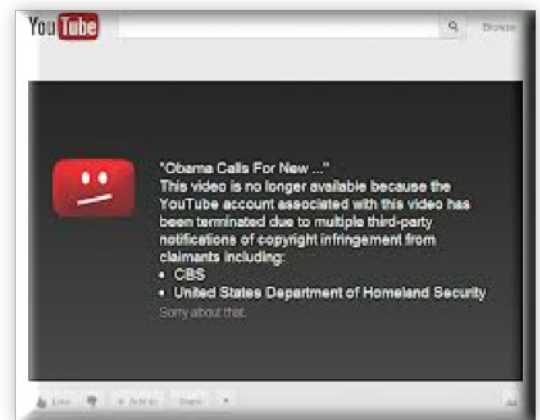 YouTube
Browse
"Obama Calls For New ..."
This video is no longer available because the
YouTube account associated with this video has
been terminated due to multiple third-party
notifications of copyright infringement from
claimants including:
• CBS
• United States Department of Homeland Security
Sorry about that.
Like Add to Share